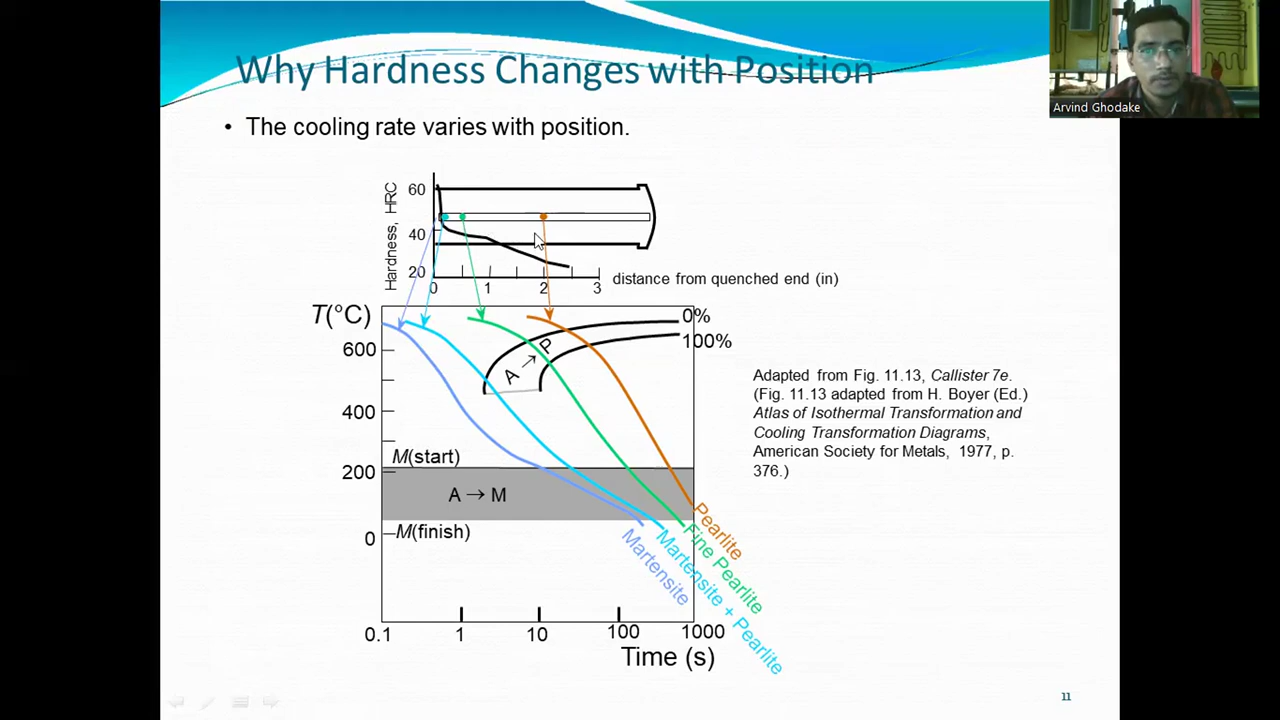 Why Hardness Changes with Position
Arvind Ghodake
• The cooling rate varies with position.
Hardness, HRC
60
40
20
0 1 2 3
distance from quenched end (in)
T(°C)
0%
100%
A → P
600
400
200
0
M(start)
A → M
M(finish)
Adapted from Fig. 11.13, Callister 7e.
(Fig. 11.13 adapted from H. Boyer (Ed.)
Atlas of Isothermal Transformation and
Cooling Transformation Diagrams,
American Society for Metals, 1977, p.
376.)
Pearlite
Fine Pearlite
Martensite + Pearlite
Martensite
0.1 1 10 100 1000
Time (s)
11